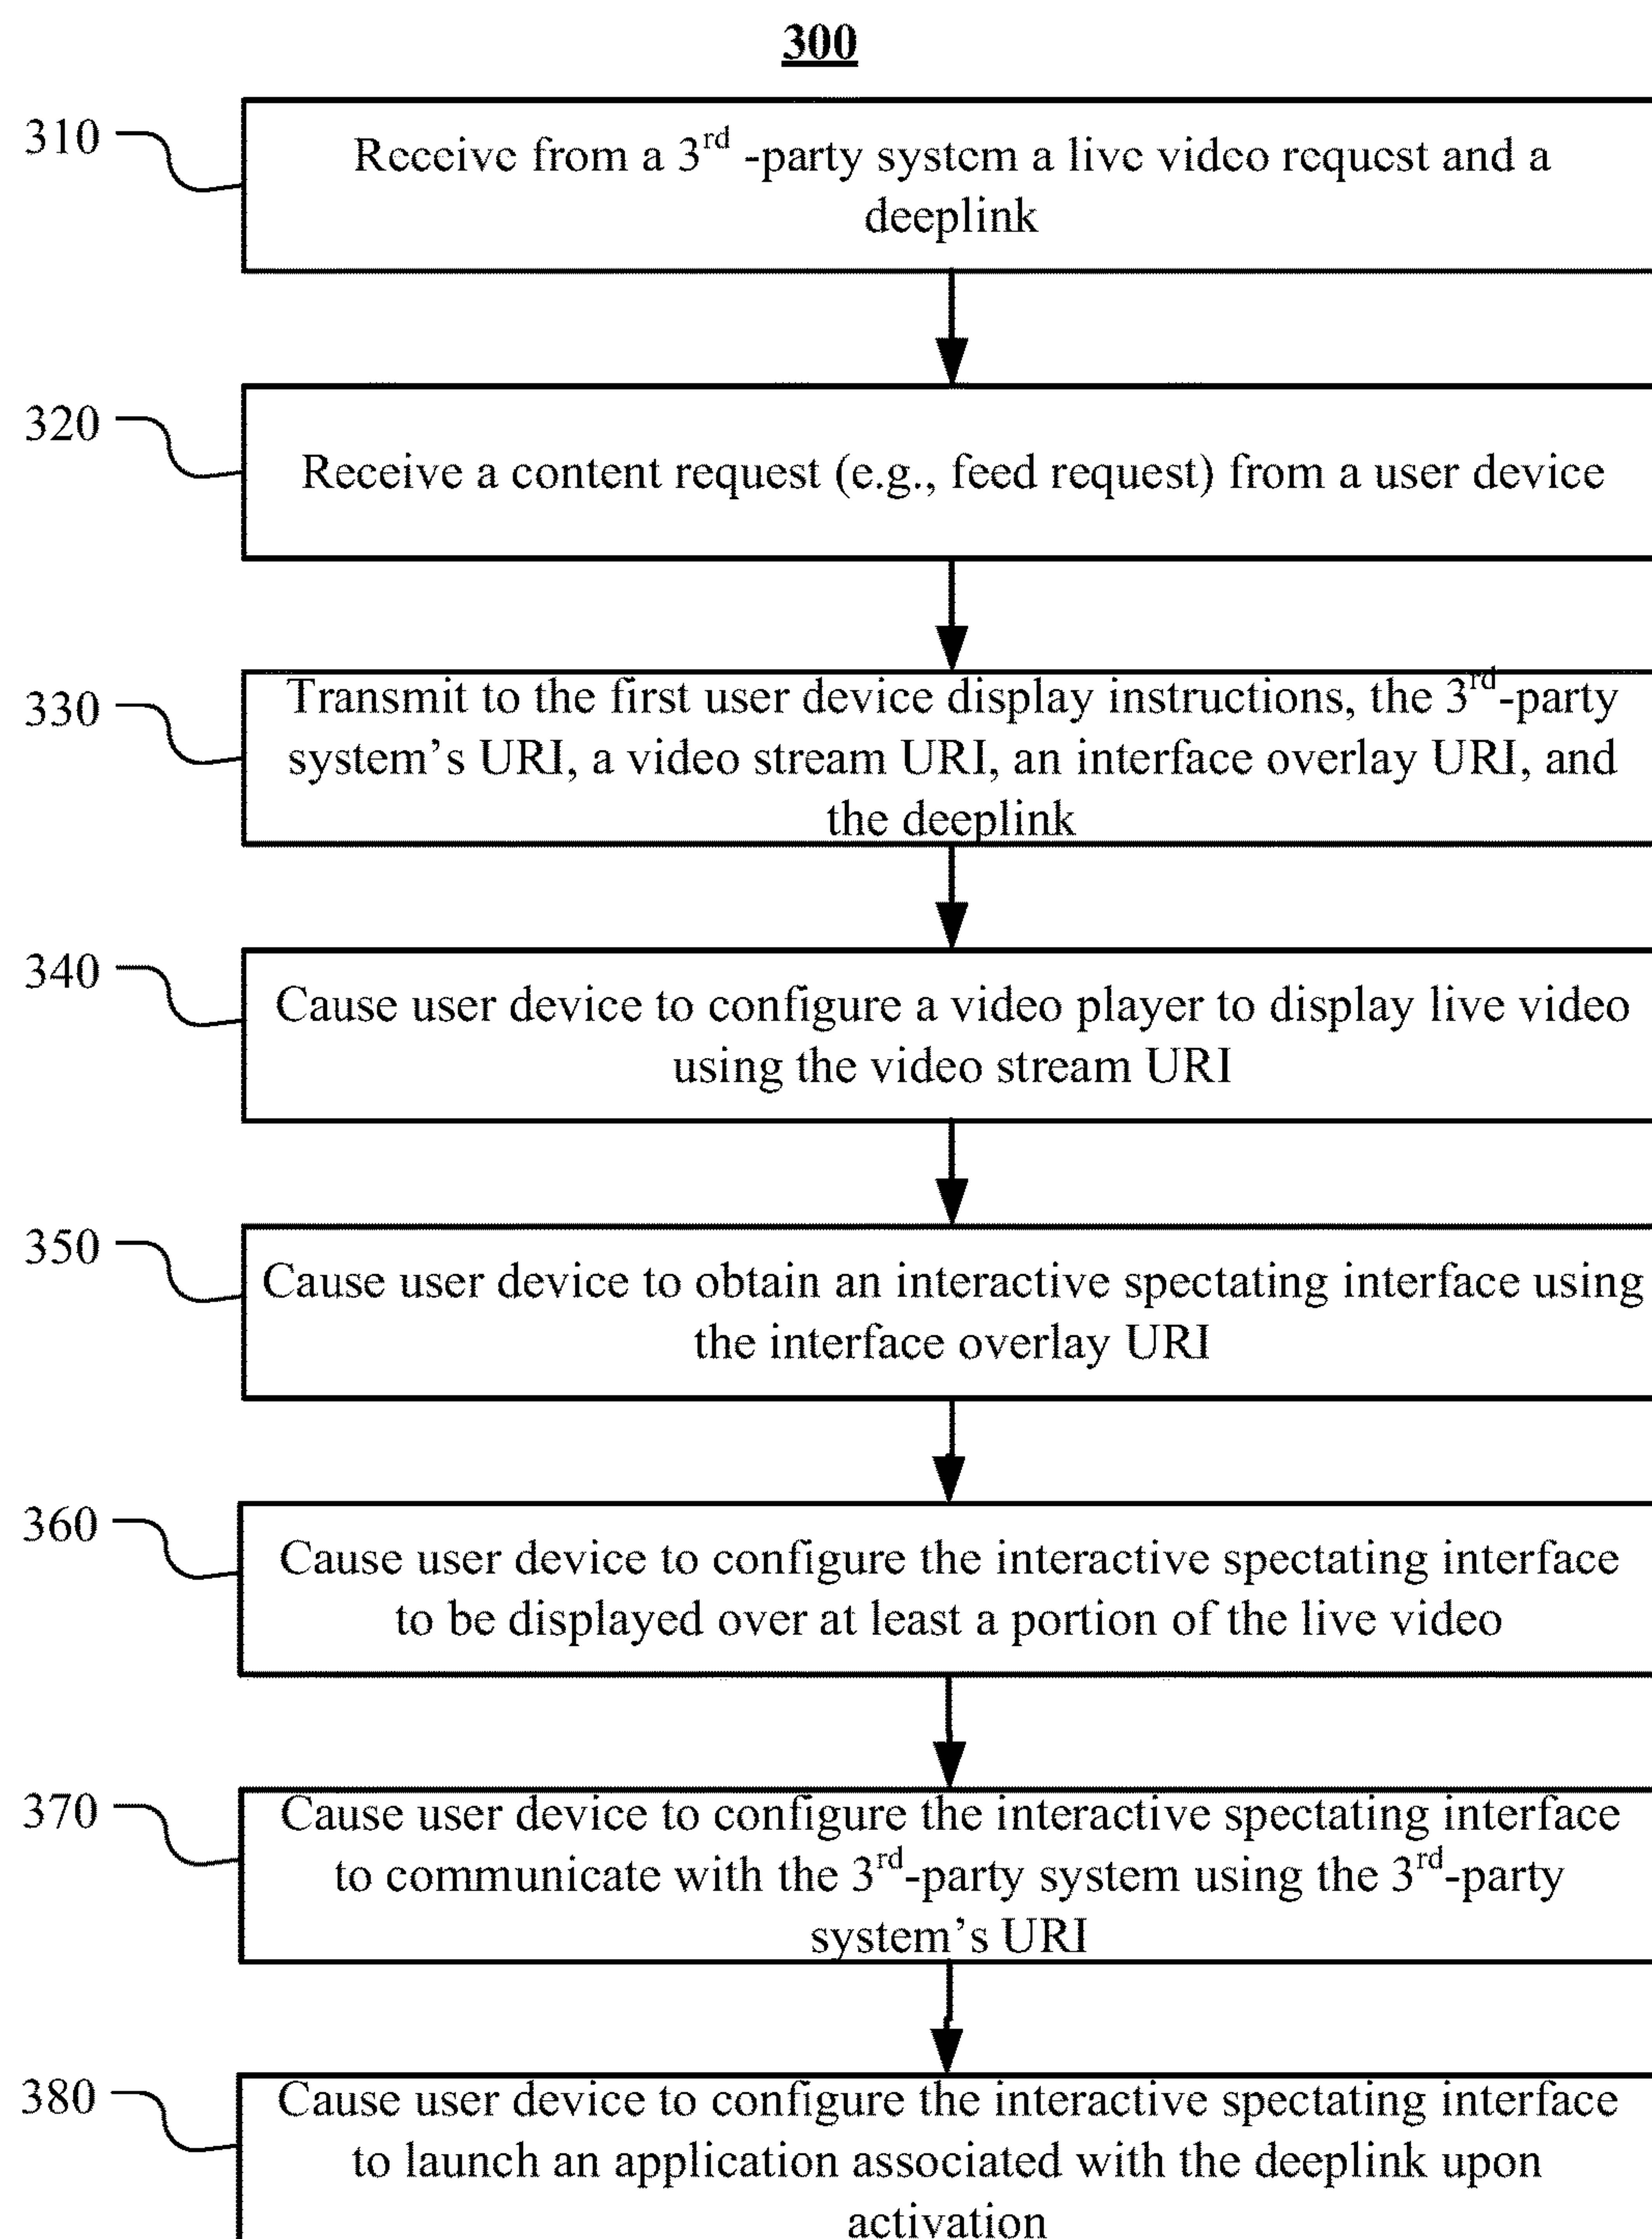 300
310
Receive from a 3rd -party system a live video request and a
deeplink
320
Receive a content request (e.g., feed request) from a user device
330
Transmit to the first user device display instructions, the 3rd-party
system's URI, a video stream URI, an interface overlay URI, and
the deeplink
340
Cause user device to configure a video player to display live video
using the video stream URI
350
Cause user device to obtain an interactive spectating interface using
the interface overlay URI
360
Cause user device to configure the interactive spectating interface
to be displayed over at least a portion of the live video
370
Cause user device to configure the interactive spectating interface
to communicate with the 3rd-party system using the 3rd-party
system's URI
380
Cause user device to configure the interactive spectating interface
to launch an application associated with the deeplink upon
activation